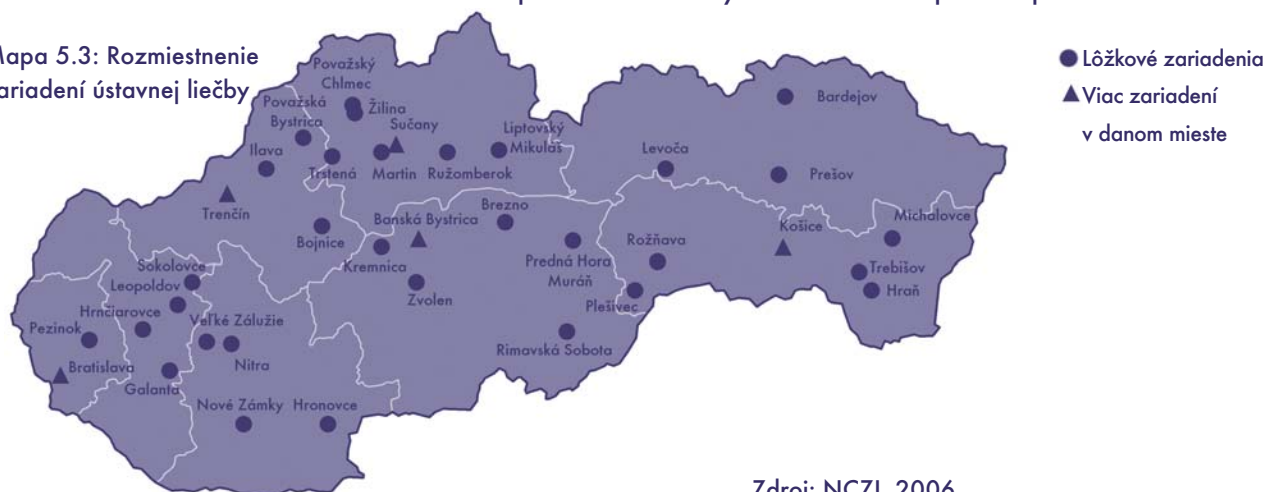 Mapa 5.3: Rozmiestnenie
zariadení ústavnej liečby
Lôžkové zariadenia
Viac zariadení
v danom mieste
Považský
Chlmec
Žilina
Považská
Bystrica
Sučany
Liptovský
Mikuláš
Ilava
Trstená
Martin
Ružomberok
Bardejov
Levoča
Prešov
Trenčín
Bojnice
Banská Bystrica
Brezno
Kremnica
Zvolen
Predná Hora
Muráň
Rožňava
Košice
Michalovce
Trebišov
Hraň
Plešivec
Rimavská Sobota
Sokolovce
Leopoldov
Hrnčiarovce
Pezinok
Veľké Zálužie
Nitra
Bratislava
Galanta
Nové Zámky
Hronovce